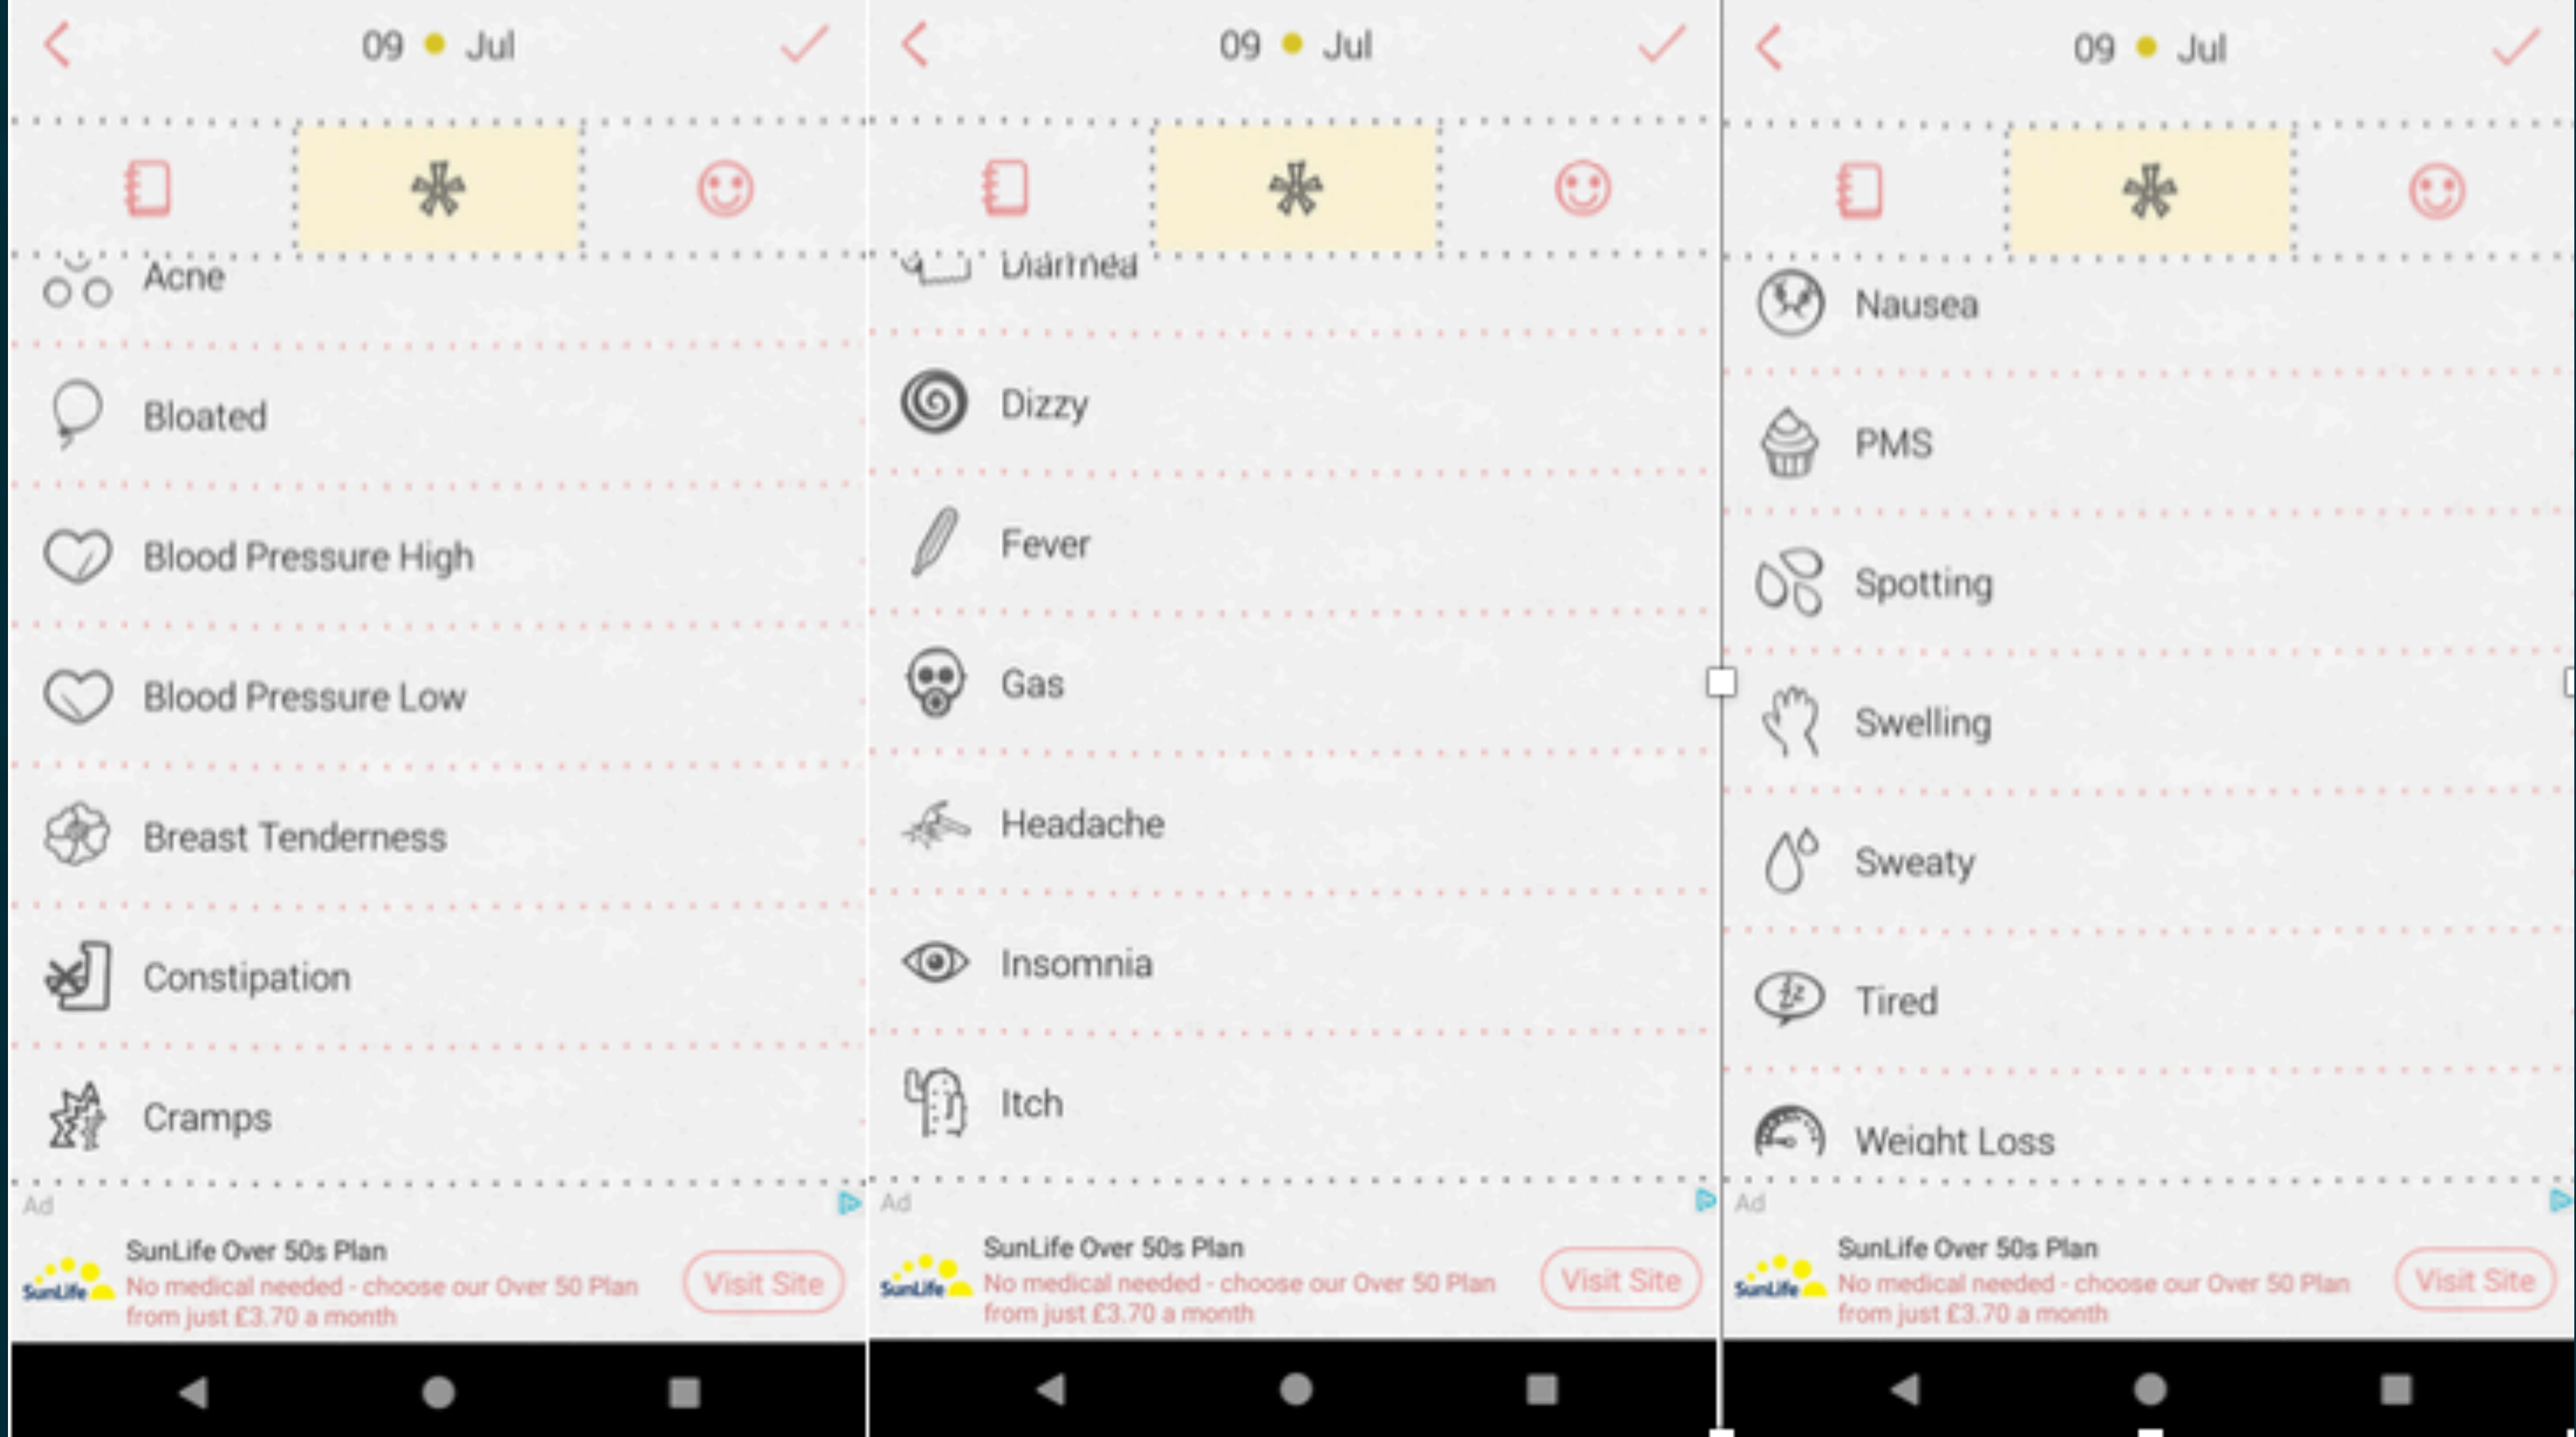 09 Jul
Acne
Bloated
Blood Pressure High
Blood Pressure Low
Breast Tenderness
Constipation
Cramps
Ad
SunLife Over 50s Plan
No medical needed - choose our Over 50 Plan
from just £3.70 a month
SunLife
Visit Site
09 Jul
Diarrhea
Dizzy
Fever
Gas
Headache
Insomnia
Itch
Ad
SunLife Over 50s Plan
No medical needed - choose our Over 50 Plan
from just £3.70 a month
SunLife
Visit Site
09 Jul
Nausea
PMS
Spotting
Swelling
Sweaty
Tired
Weight Loss
Ad
SunLife Over 50s Plan
No medical needed - choose our Over 50 Plan
from just £3.70 a month
SunLife
Visit Site